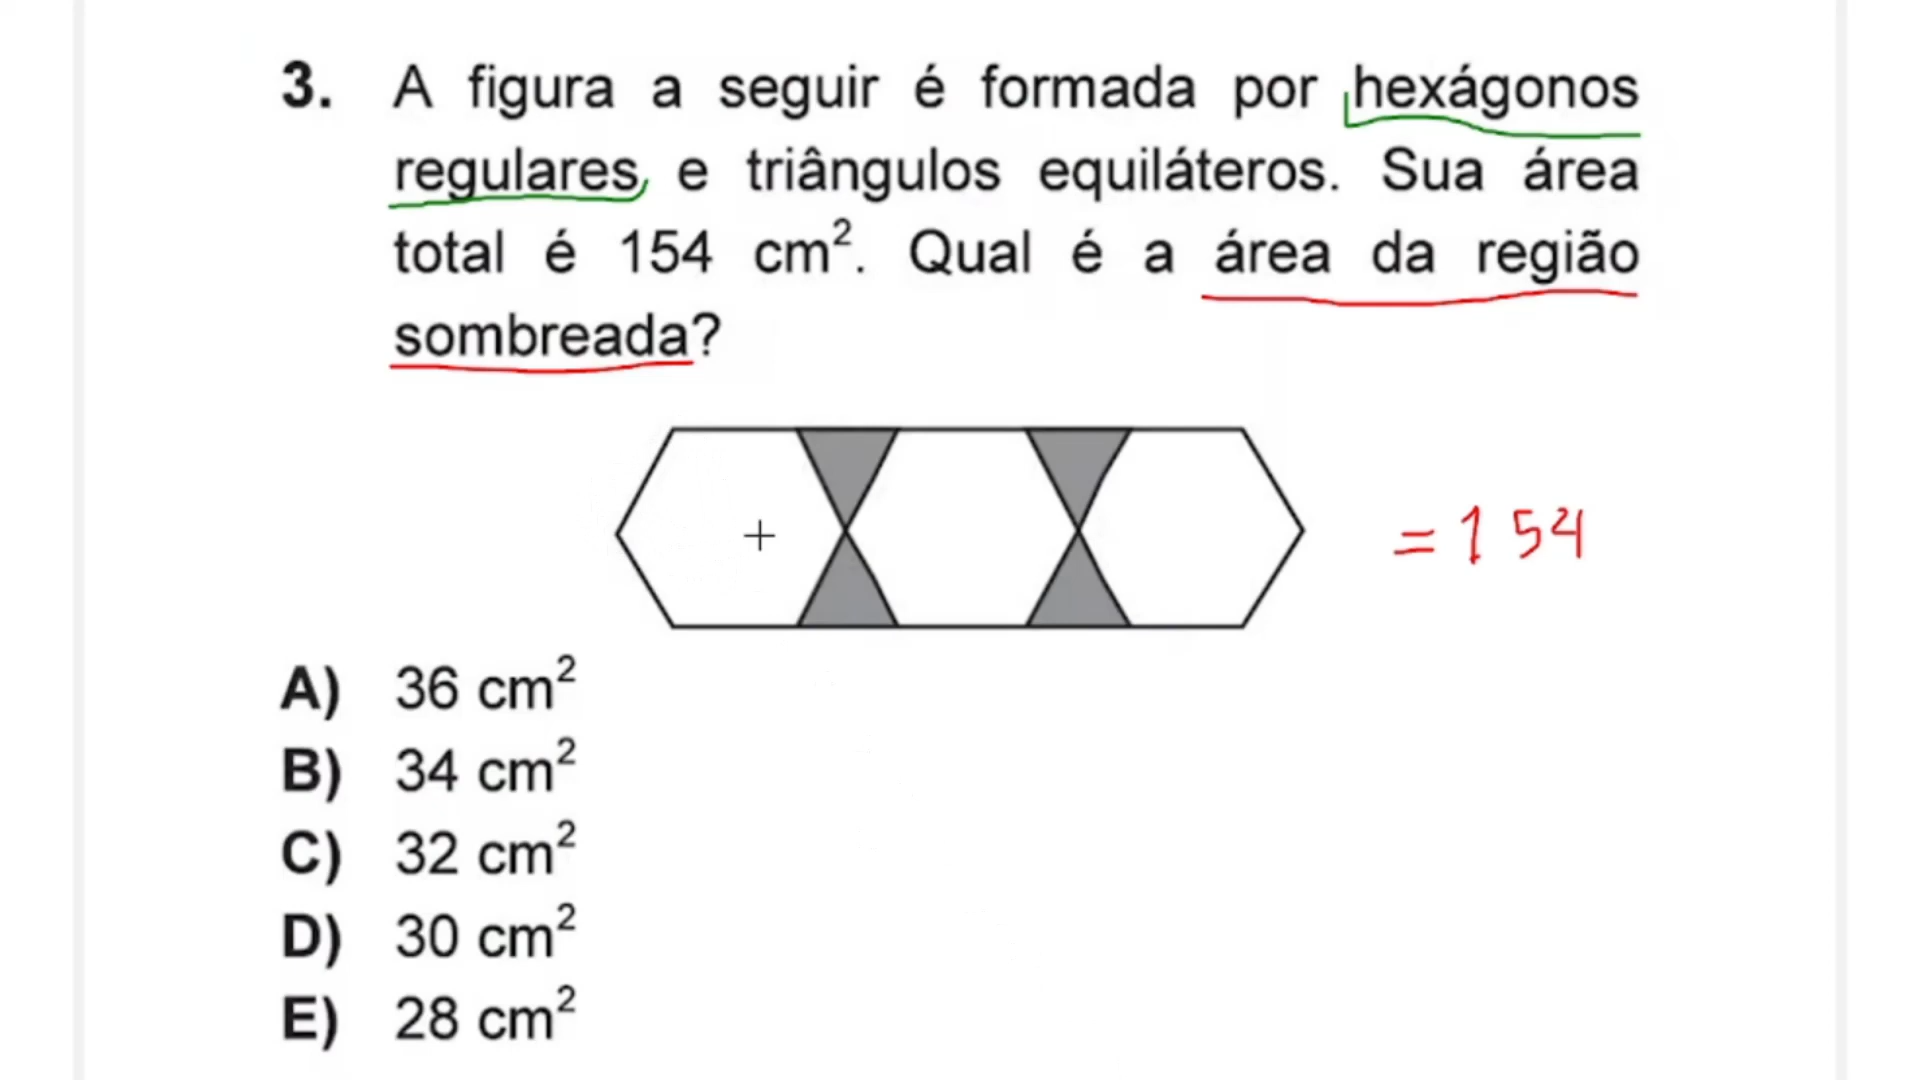 3. A figura a seguir é formada por hexágonos
regulares e triângulos equiláteros. Sua área
total é 154 cm². Qual é a área da região
sombreada?
= 154
A) 36 cm²
B) 34 cm²
C) 32 cm²
D) 30 cm²
E) 28 cm²